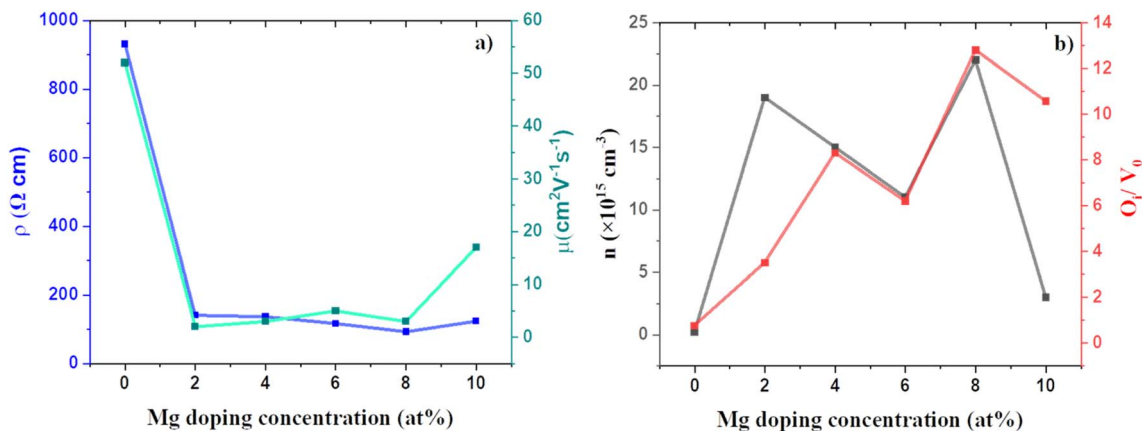 a)
1000
800
600
400
200
0
ρ (Ω cm)
60
50
40
30
20
10
0
μ(cm²V⁻¹s⁻¹)
0 2 4 6 8 10
Mg doping concentration (at%)
b)
25
20
15
10
5
0
n (×10¹⁵ cm⁻³)
14
12
10
8
6
4
2
0
Oᵢ/ V₀
0 2 4 6 8 10
Mg doping concentration (at%)